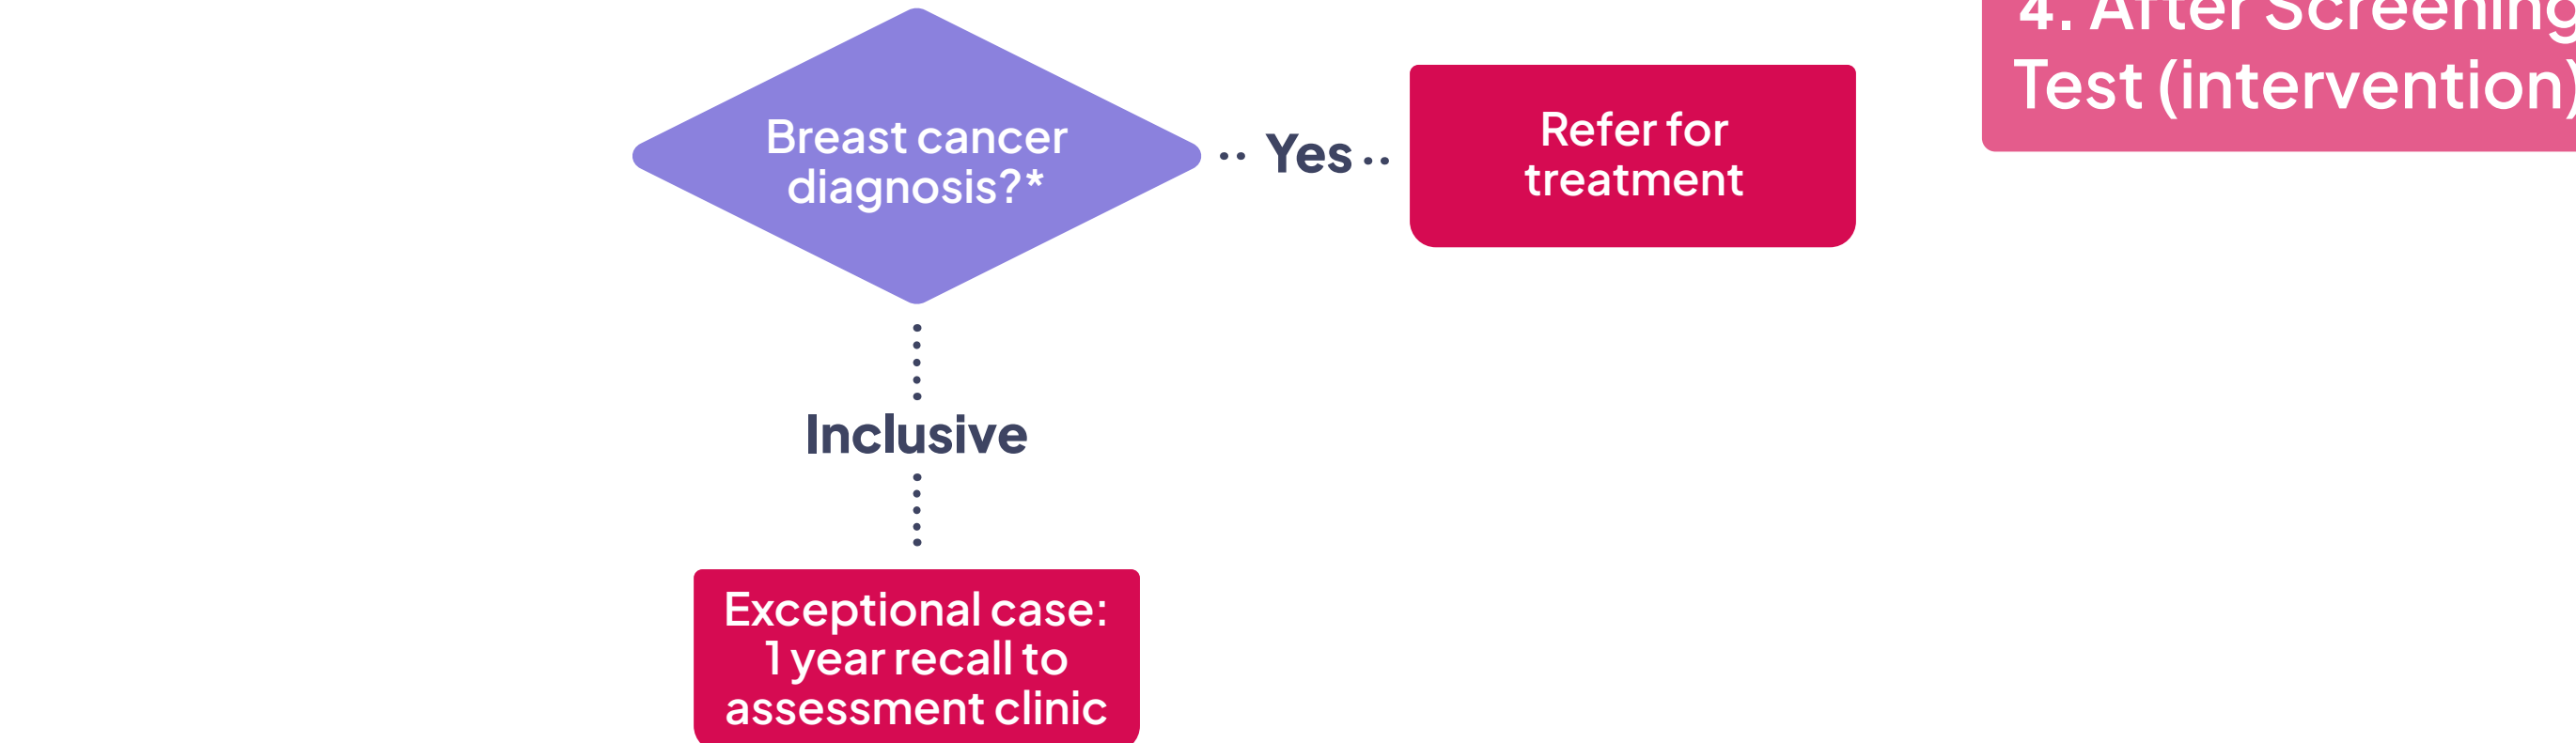 4. After Screening
Test (intervention)
Breast cancer
diagnosis?*
Yes
Refer for
treatment
Inclusive
Exceptional case:
1 year recall to
assessment clinic